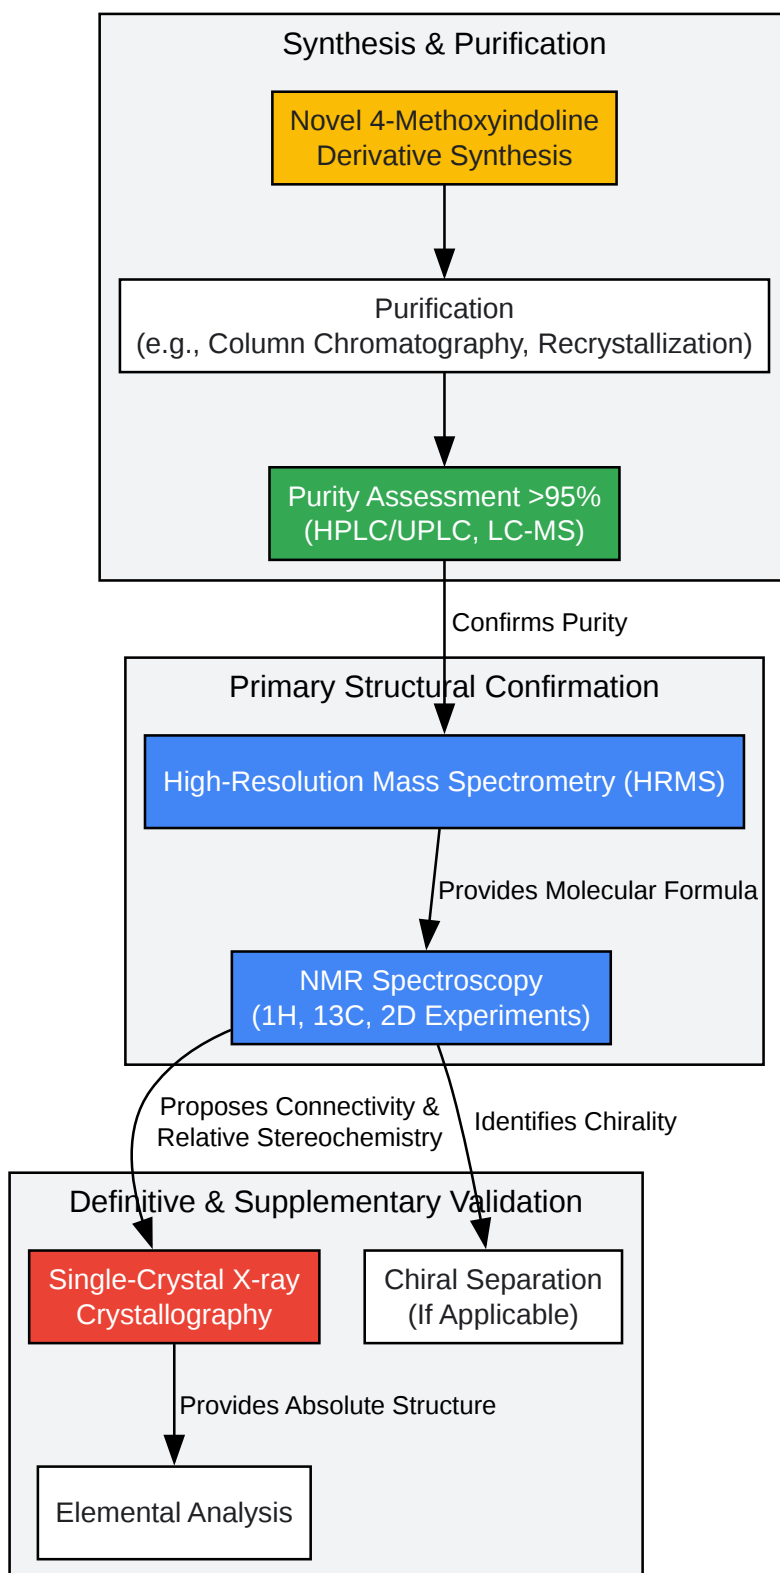 Synthesis & Purification
Novel 4-Methoxyindoline
Derivative Synthesis
Purification
(e.g., Column Chromatography, Recrystallization)
Purity Assessment >95%
(HPLC/UPLC, LC-MS)
Confirms Purity
Primary Structural Confirmation
High-Resolution Mass Spectrometry (HRMS)
Provides Molecular Formula
NMR Spectroscopy
(1H, 13C, 2D Experiments)
Proposes Connectivity &
Relative Stereochemistry
Identifies Chirality
Definitive & Supplementary Validation
Single-Crystal X-ray
Crystallography
Chiral Separation
(If Applicable)
Provides Absolute Structure
Elemental Analysis